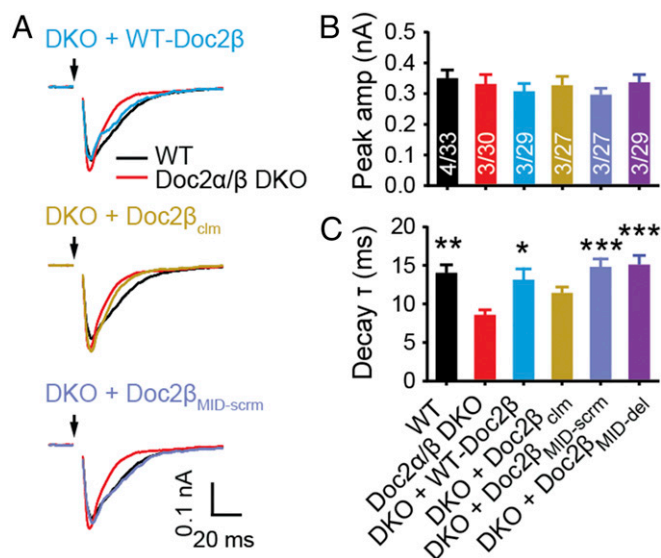 A
DKO + WT-Doc2β
WT
Doc2α/β DKO
DKO + Doc2βclm
DKO + Doc2βMID-scrm
0.1 nA
20 ms
B
Peak amp (nA)
0.5
0.4
0.3
0.2
0.1
0.0
4/33
3/30
3/29
3/27
3/27
3/29
C
Decay τ (ms)
20
15
10
5
0
**
*
***
***
WT
Doc2α/β DKO
DKO + WT-Doc2β
DKO + Doc2βclm
DKO + Doc2βMID-scrm
DKO + Doc2βMID-del